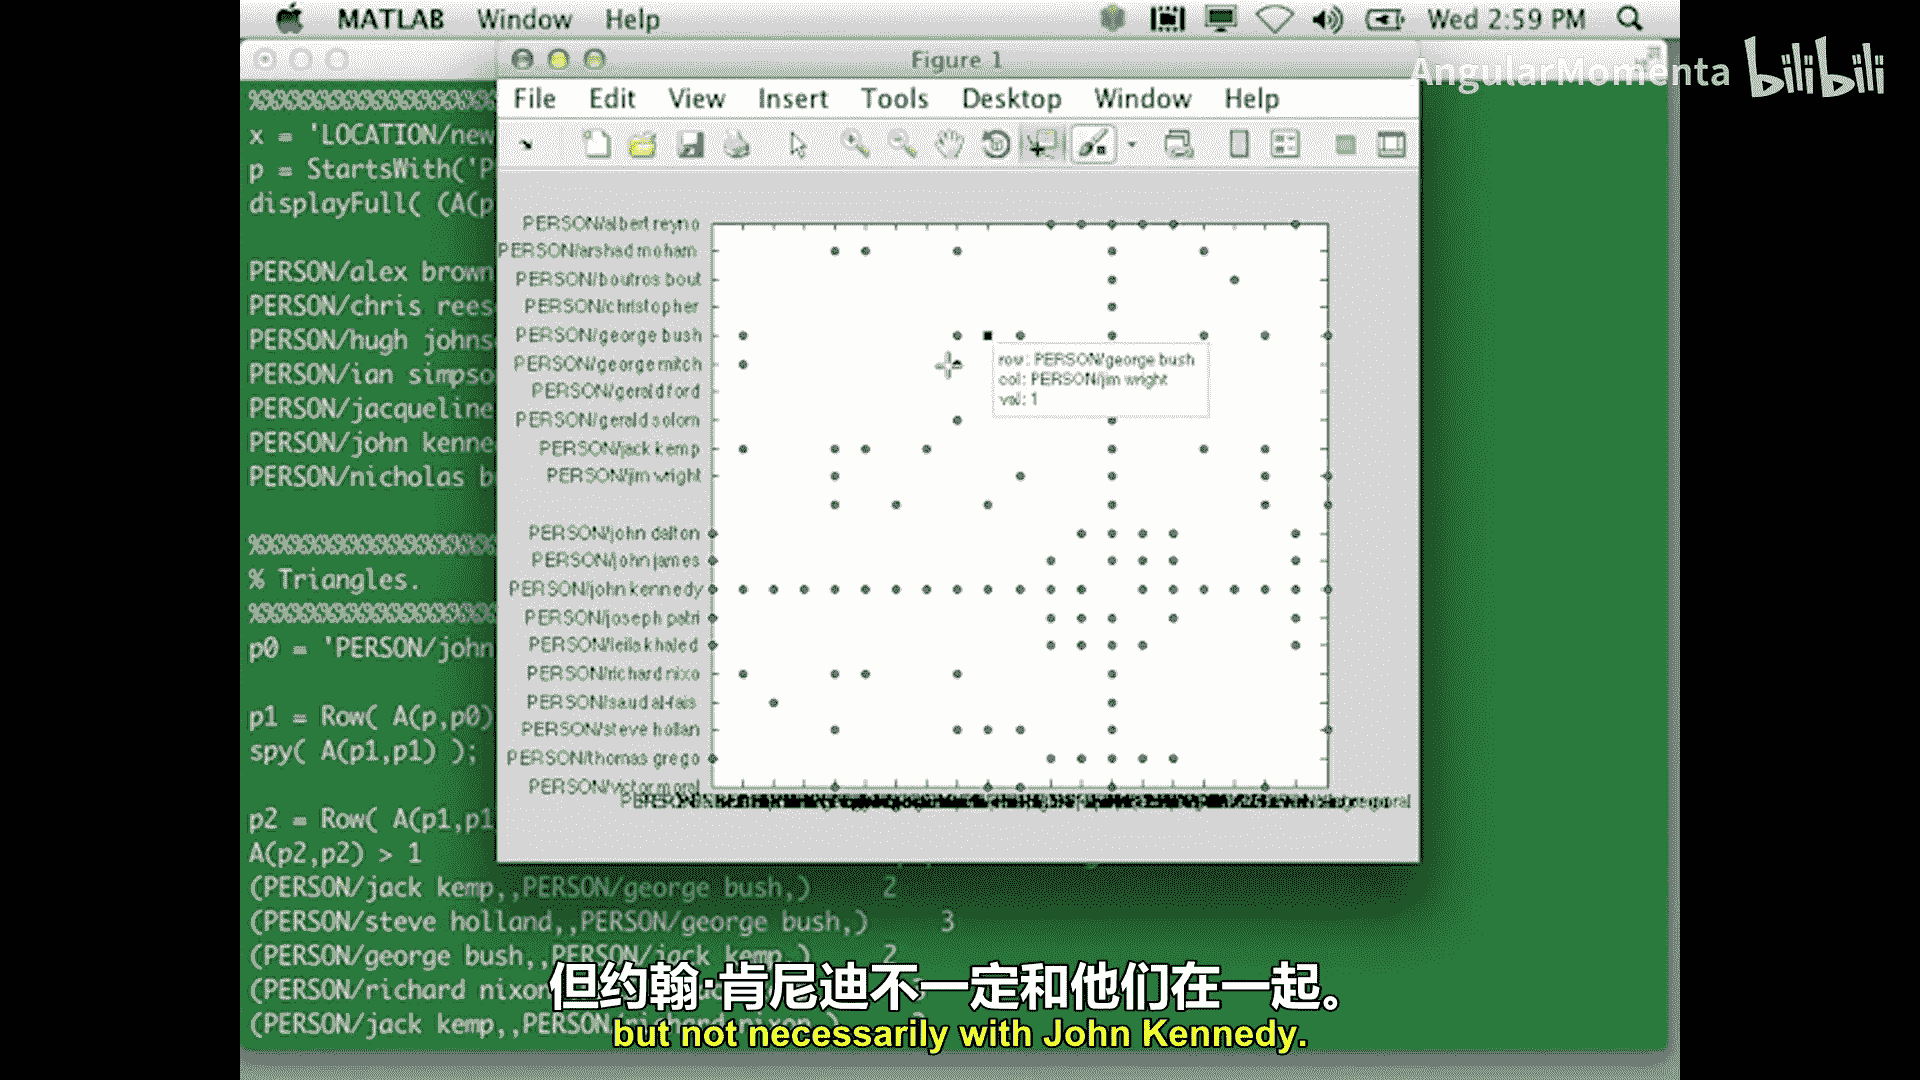 MATLAB Window Help
Wed 2:59 PM
Figure 1
AngularMomenta bilibili
File Edit View Insert Tools Desktop Window Help
x = 'LOCATION/new
p = StartsWith('P
displayFull( (A(p
PERSON/alex brown
PERSON/chris rees
PERSON/hugh johns
PERSON/ian simpso
PERSON/jacqueline
PERSON/john kenne
PERSON/nicholas b
% Triangles.
p0 = 'PERSON/john
p1 = Row( A(p,p0)
spy( A(p1,p1) );
p2 = Row( A(p1,p1
A(p2,p2) > 1
(PERSON/jack kemp,,PERSON/george bush,) 2
(PERSON/steve holland,,PERSON/george bush,) 3
(PERSON/george bush,,PERSON/jack kemp,) 2
(PERSON/richard nixon
(PERSON/jack kemp,,PERSON/richard nixon,)
PERSON/albert reyno
PERSON/arshad moham
PERSON/boutros bout
PERSON/christopher
PERSON/george bush
PERSON/george mitch
PERSON/gerald ford
PERSON/gerald solom
PERSON/jack kemp
PERSON/jim wright
PERSON/john dalton
PERSON/john james
PERSON/john kennedy
PERSON/joseph patri
PERSON/leila khaled
PERSON/richard nixo
PERSON/saud al-fais
PERSON/steve hollan
PERSON/thomas grego
PERSON/victor moral
row: PERSON/george bush
col: PERSON/jim wright
val: 1
但约翰·肯尼迪不一定和他们在一起。
but not necessarily with John Kennedy.